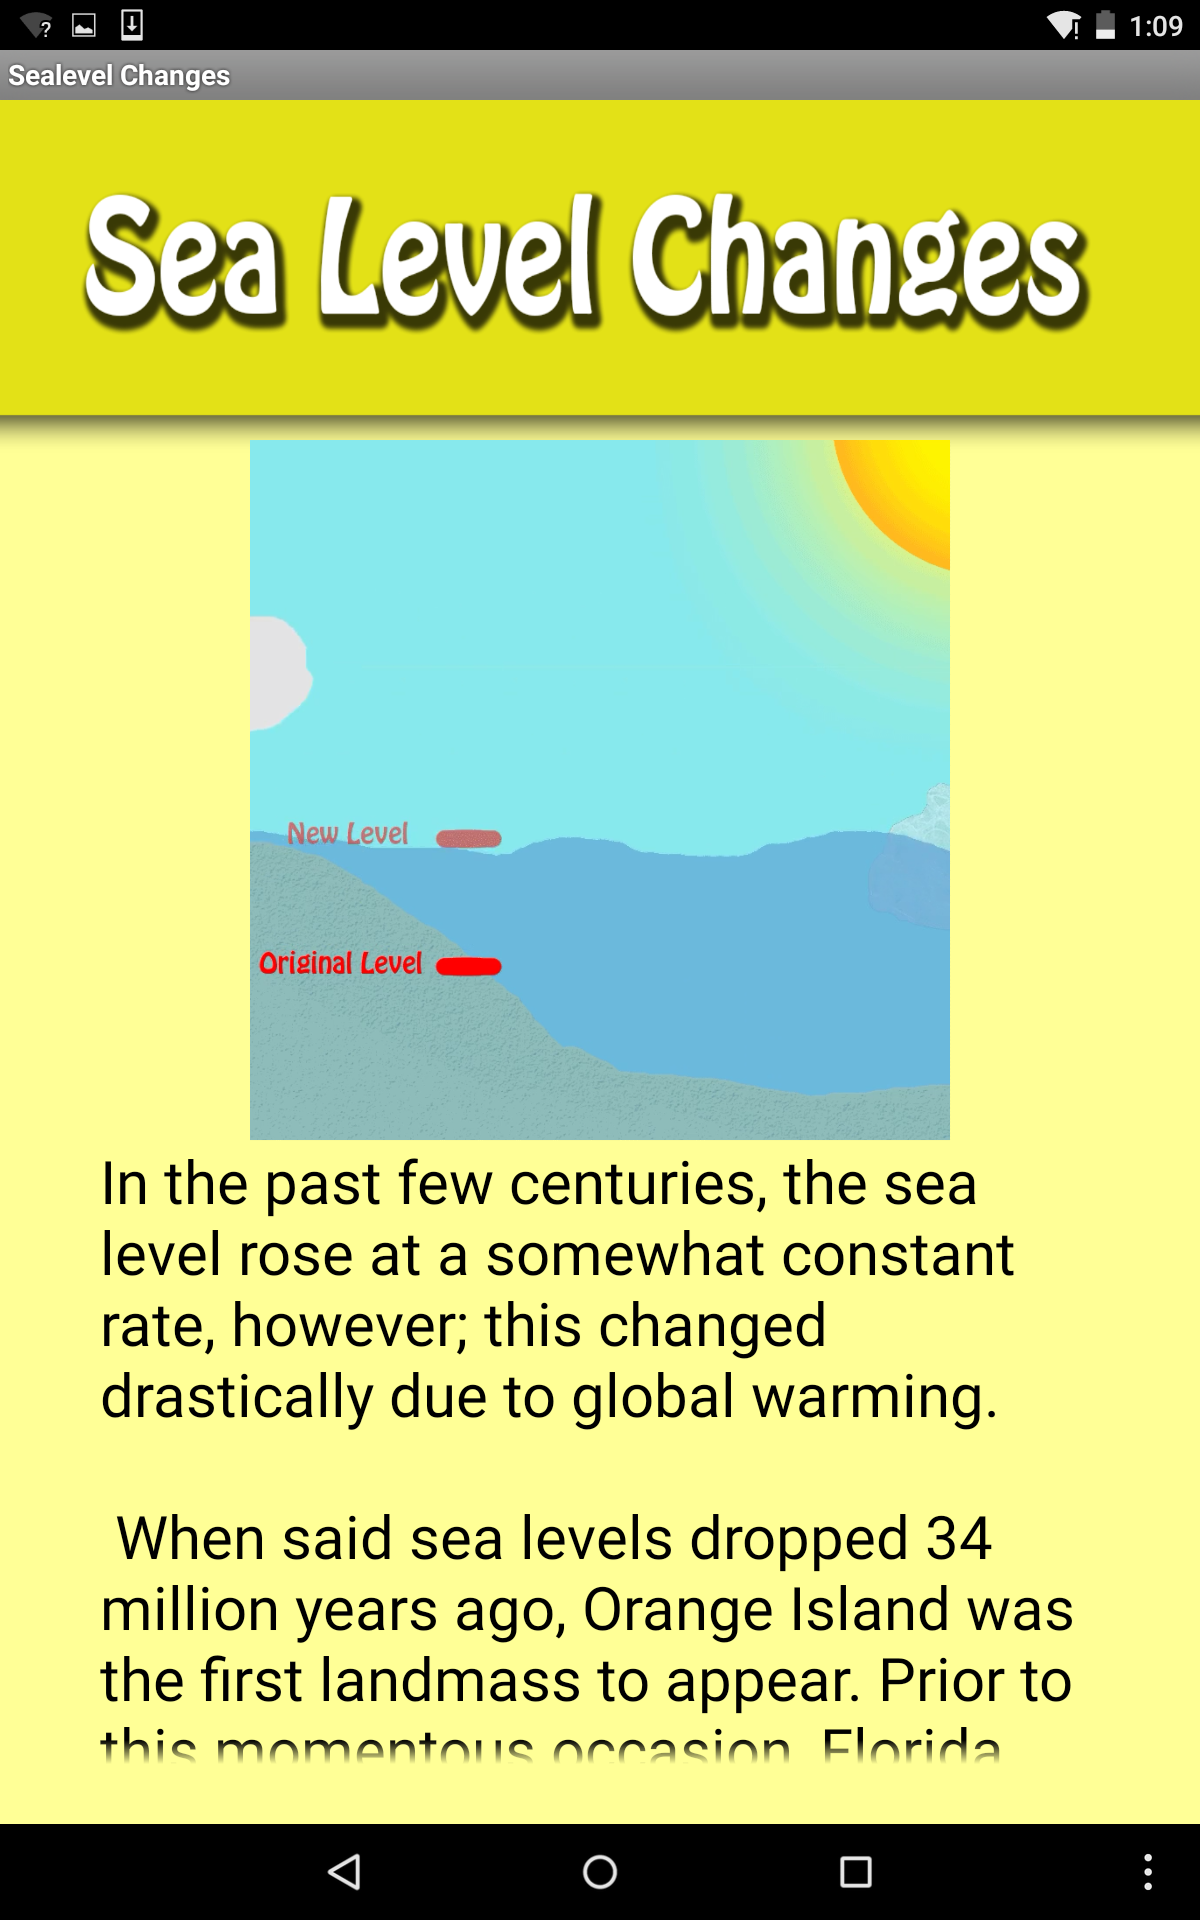 1:09
Sealevel Changes
Sea Level Changes
New Level
Original Level
In the past few centuries, the sea
level rose at a somewhat constant
rate, however; this changed
drastically due to global warming.
When said sea levels dropped 34
million years ago, Orange Island was
the first landmass to appear. Prior to
this momentous occasion, Florida